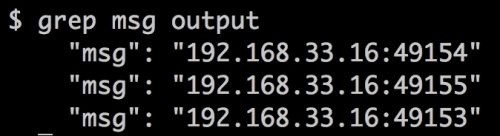 $ grep msg output
"msg": "192.168.33.16:49154"
"msg": "192.168.33.16:49155"
"msg": "192.168.33.16:49153"